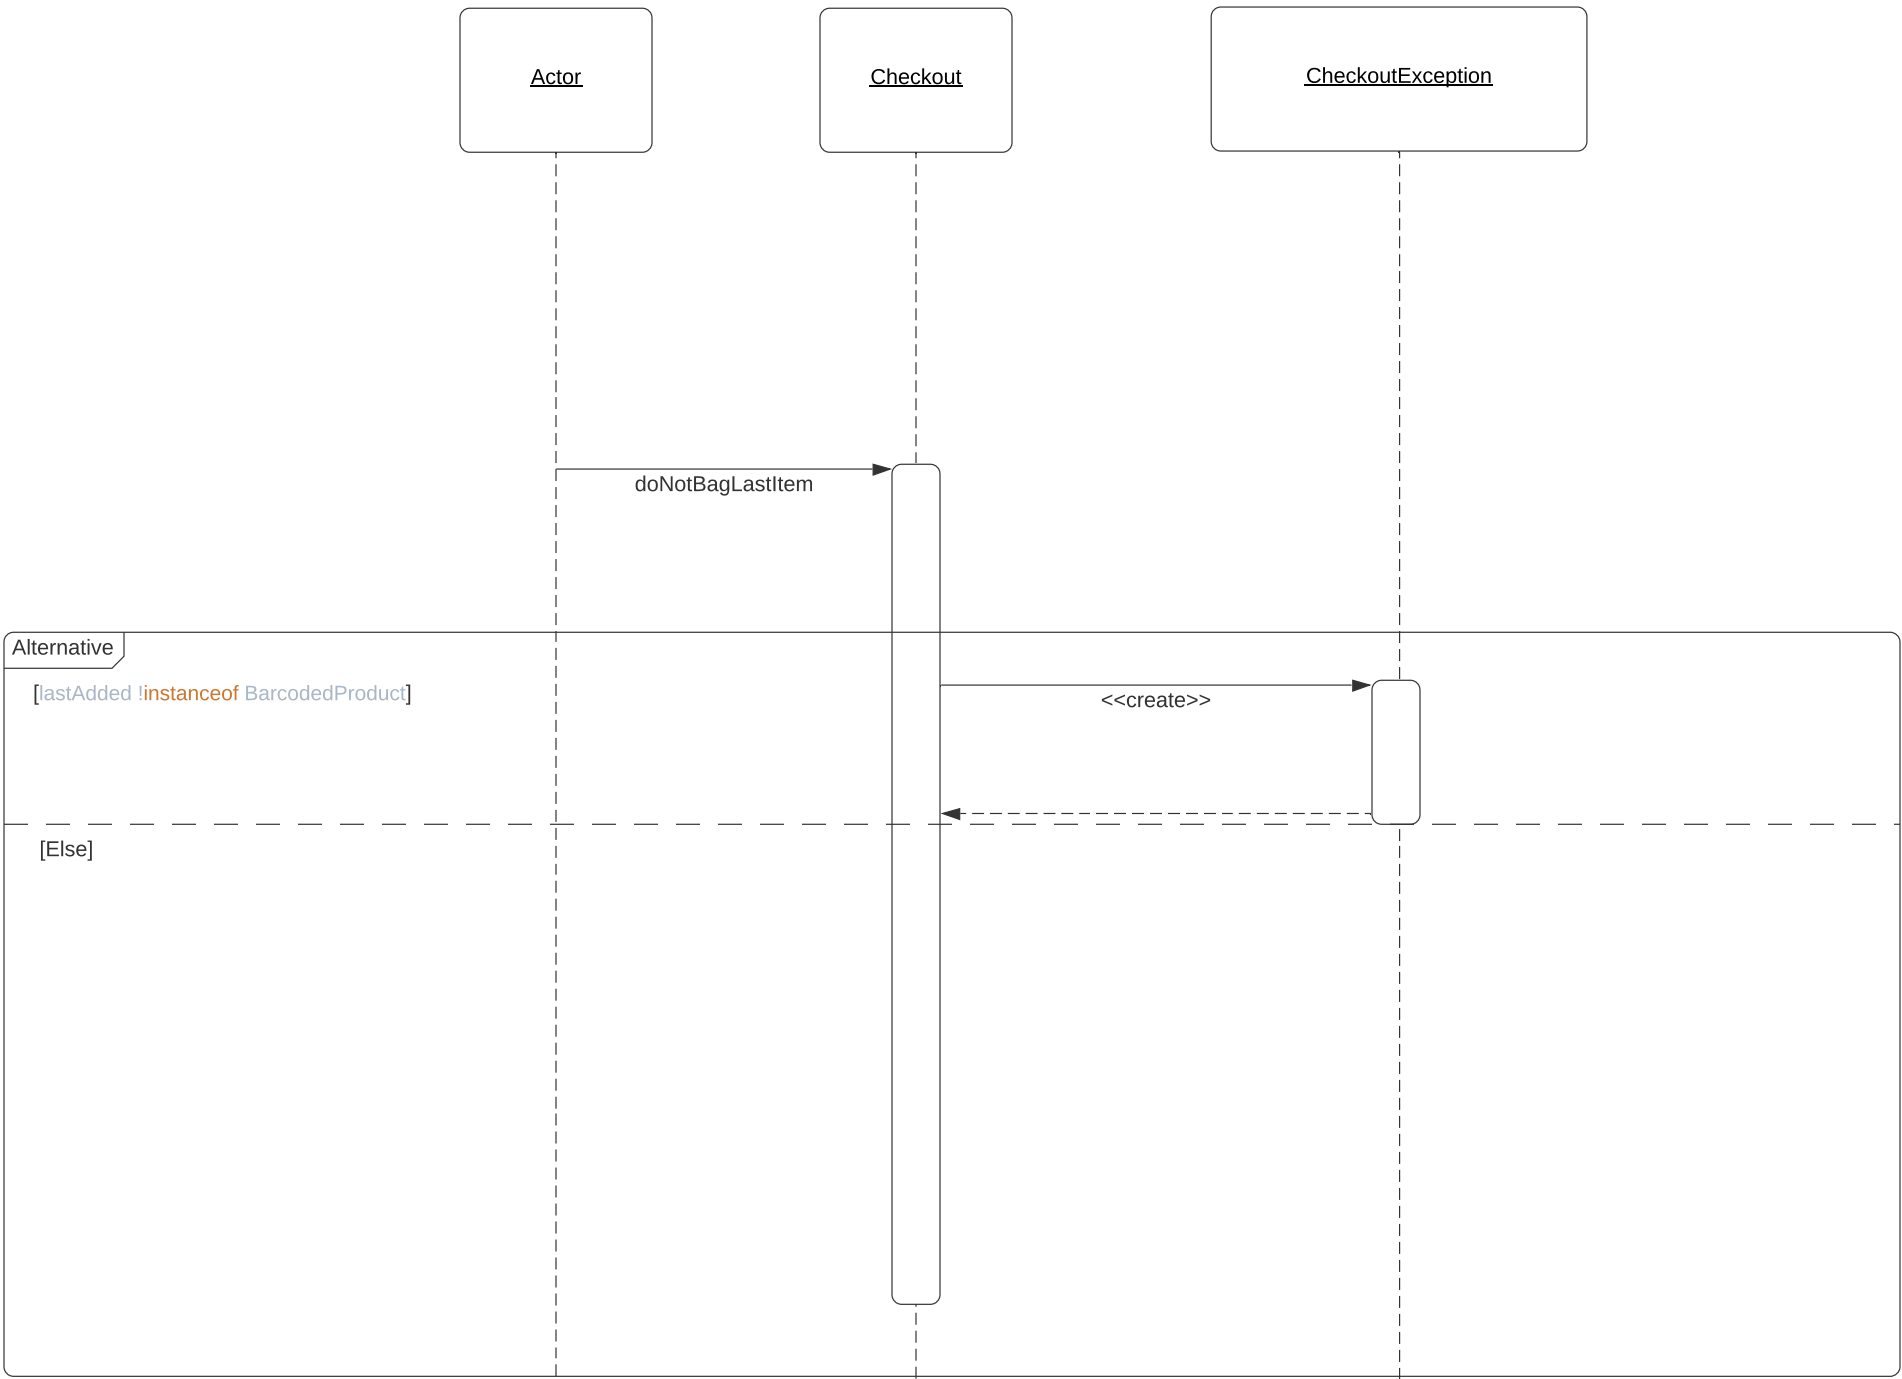 Actor
Checkout
CheckoutException
doNotBagLastItem
Alternative
[lastAdded !instanceof BarcodedProduct]
<<create>>
[Else]